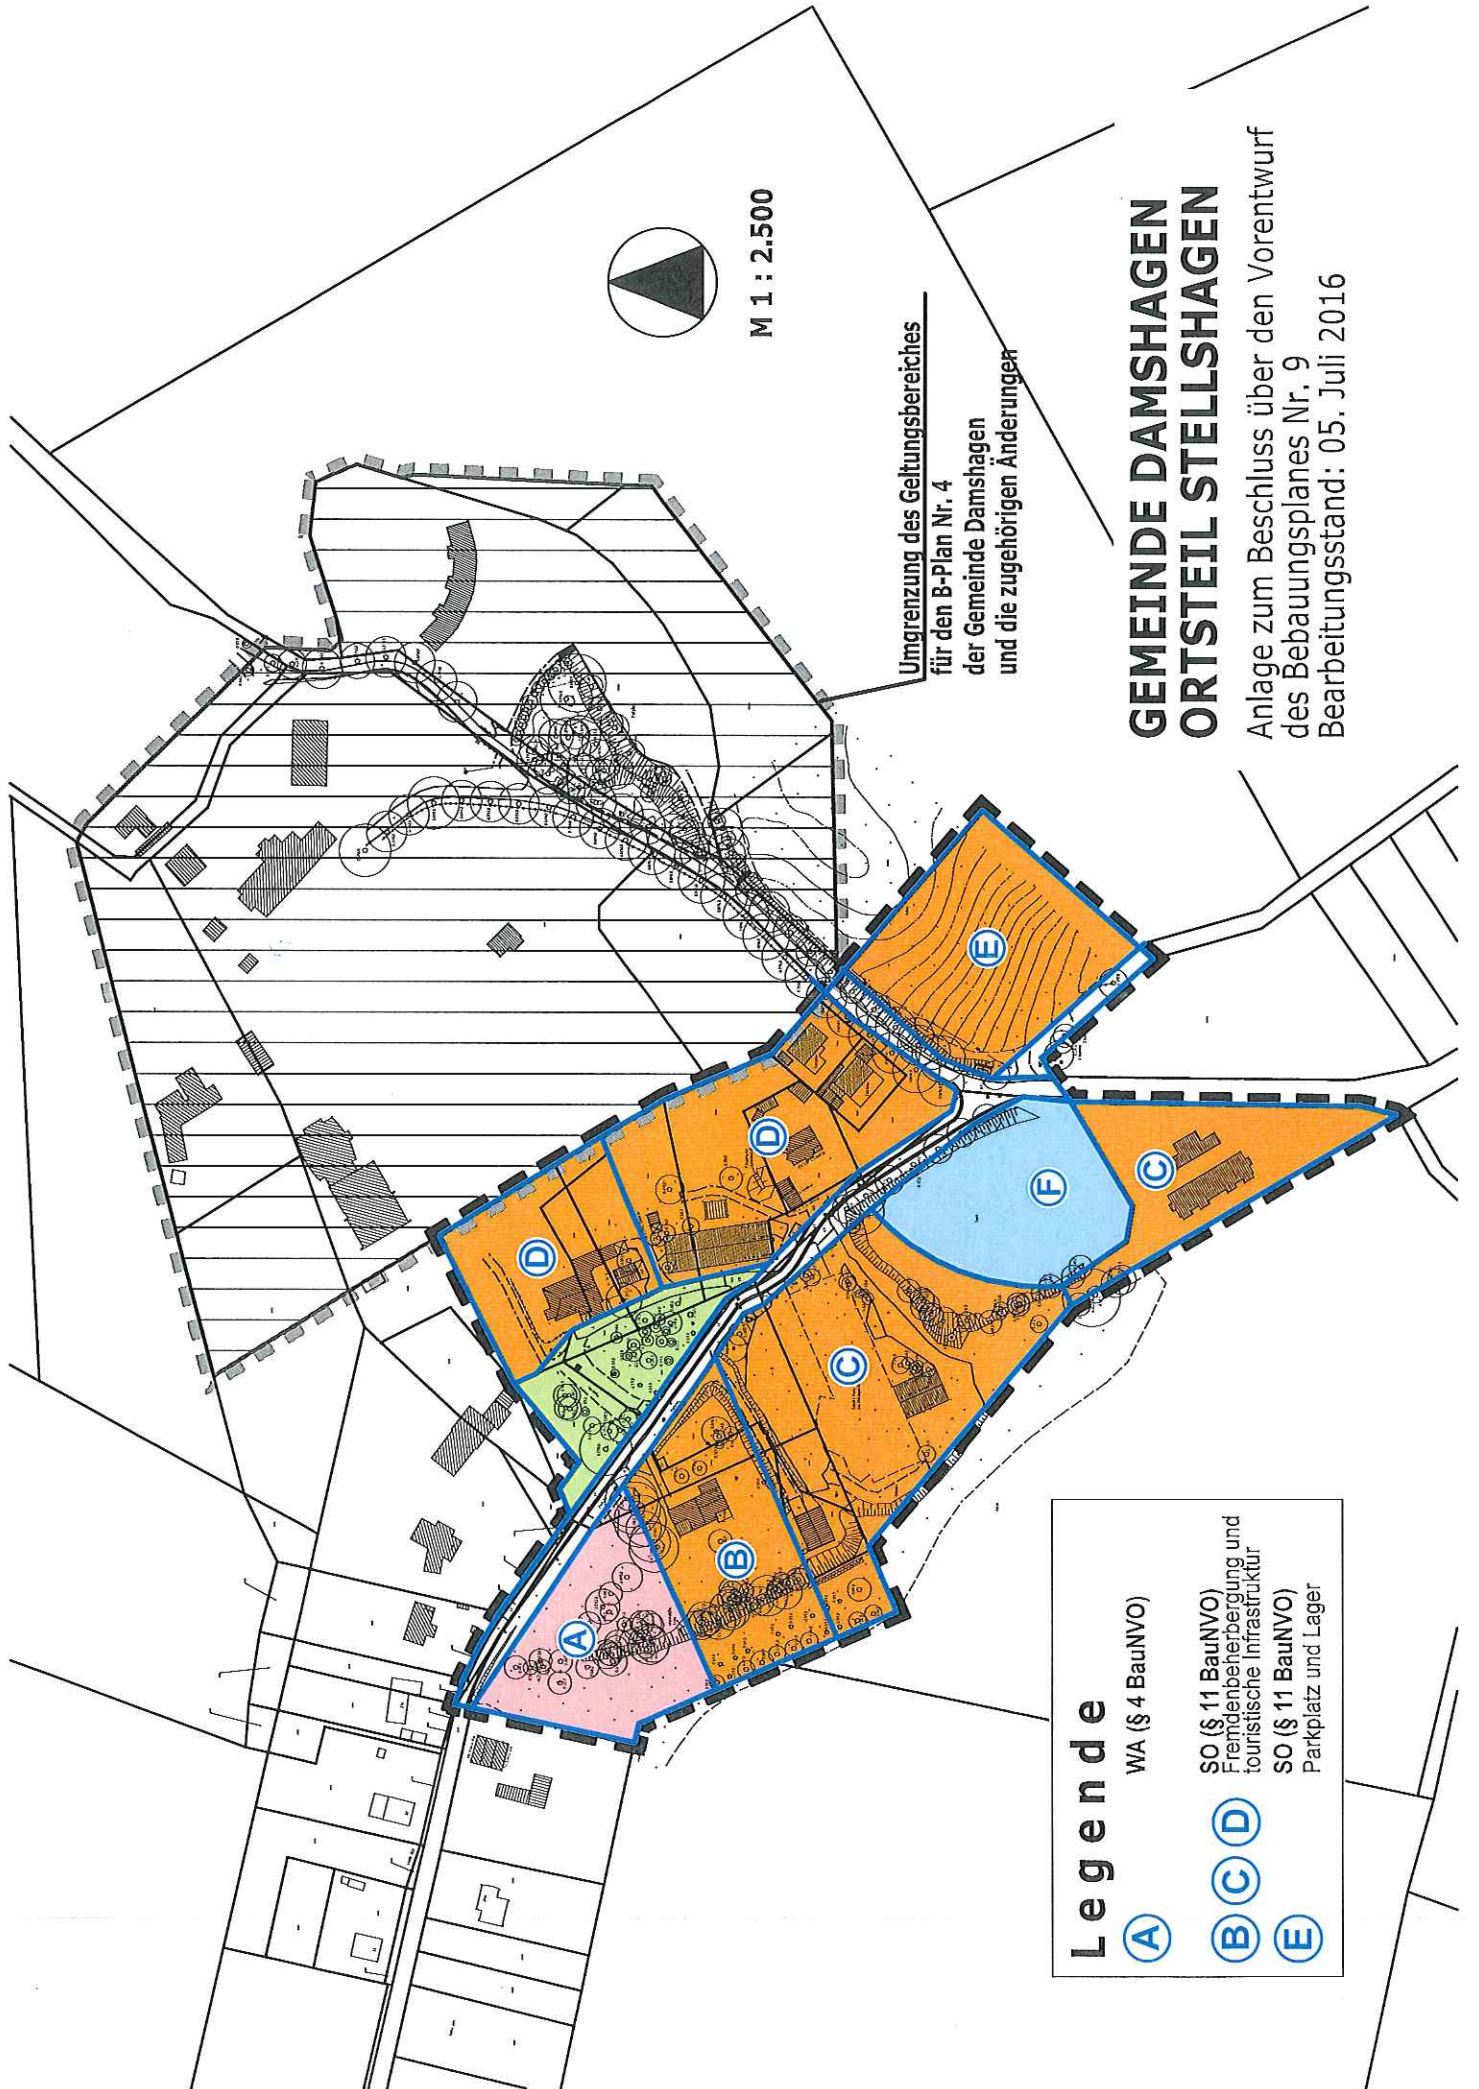 M 1 : 2.500
Umgrenzung des Geltungsbereiches
für den B-Plan Nr. 4
der Gemeinde Damshagen
und die zugehörigen Änderungen
GEMEINDE DAMSHAGEN
ORTSTEIL STELLSHAGEN
Anlage zum Beschluss über den Vorentwurf
des Bebauungsplanes Nr. 9
Bearbeitungsstand: 05. Juli 2016
D
D
E
F
C
C
B
A
Legende
A WA (§ 4 BauNVO)
B C D SO (§ 11 BauNVO)
Fremdenbeherbergung und
touristische Infrastruktur
E SO (§ 11 BauNVO)
Parkplatz und Lager